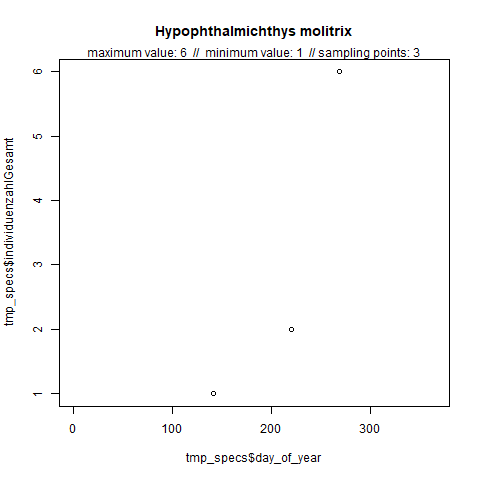 Hypophthalmichthys molitrix
maximum value: 6 // minimum value: 1 // sampling points: 3
tmp_specs$individuenzahlGesamt
6
5
4
3
2
1
0 100 200 300
tmp_specs$day_of_year